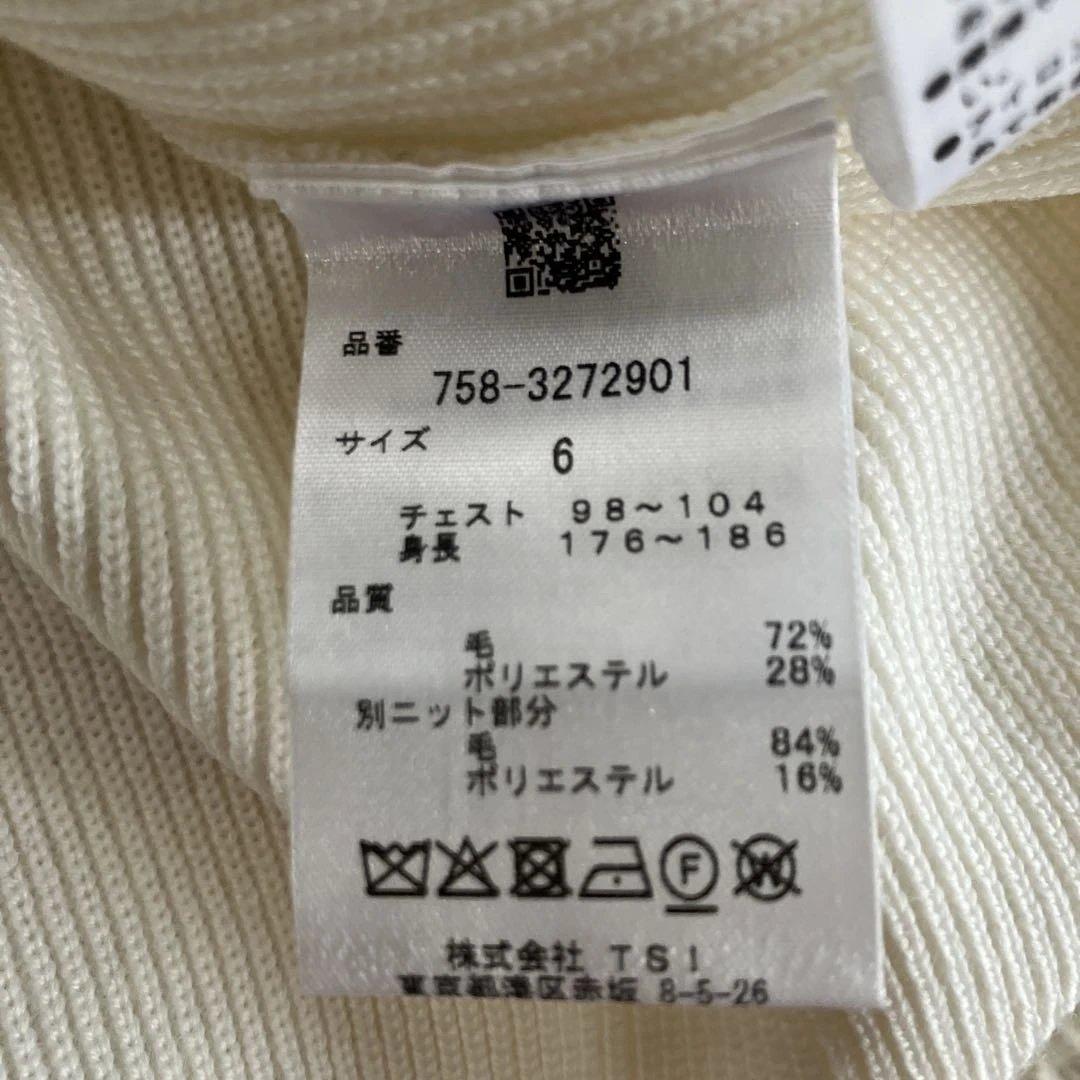 品番
758-3272901
サイズ 6
チェスト 98～104
身長 176～186
品質
毛 72%
ポリエステル 28%
別ニット部分
毛 84%
ポリエステル 16%
F W
株式会社 TSI
東京都港区赤坂 8-5-26